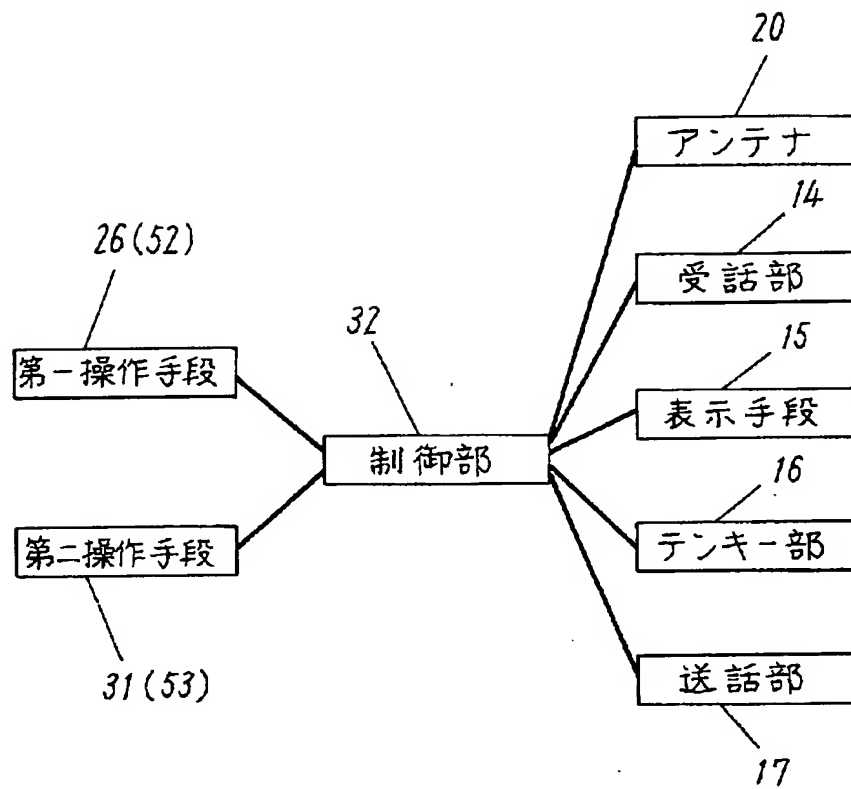 20
アンテナ
14
受話部
26(52)
32
15
第一操作手段
表示手段
制御部
16
第二操作手段
テンキー部
31(53)
送話部
17